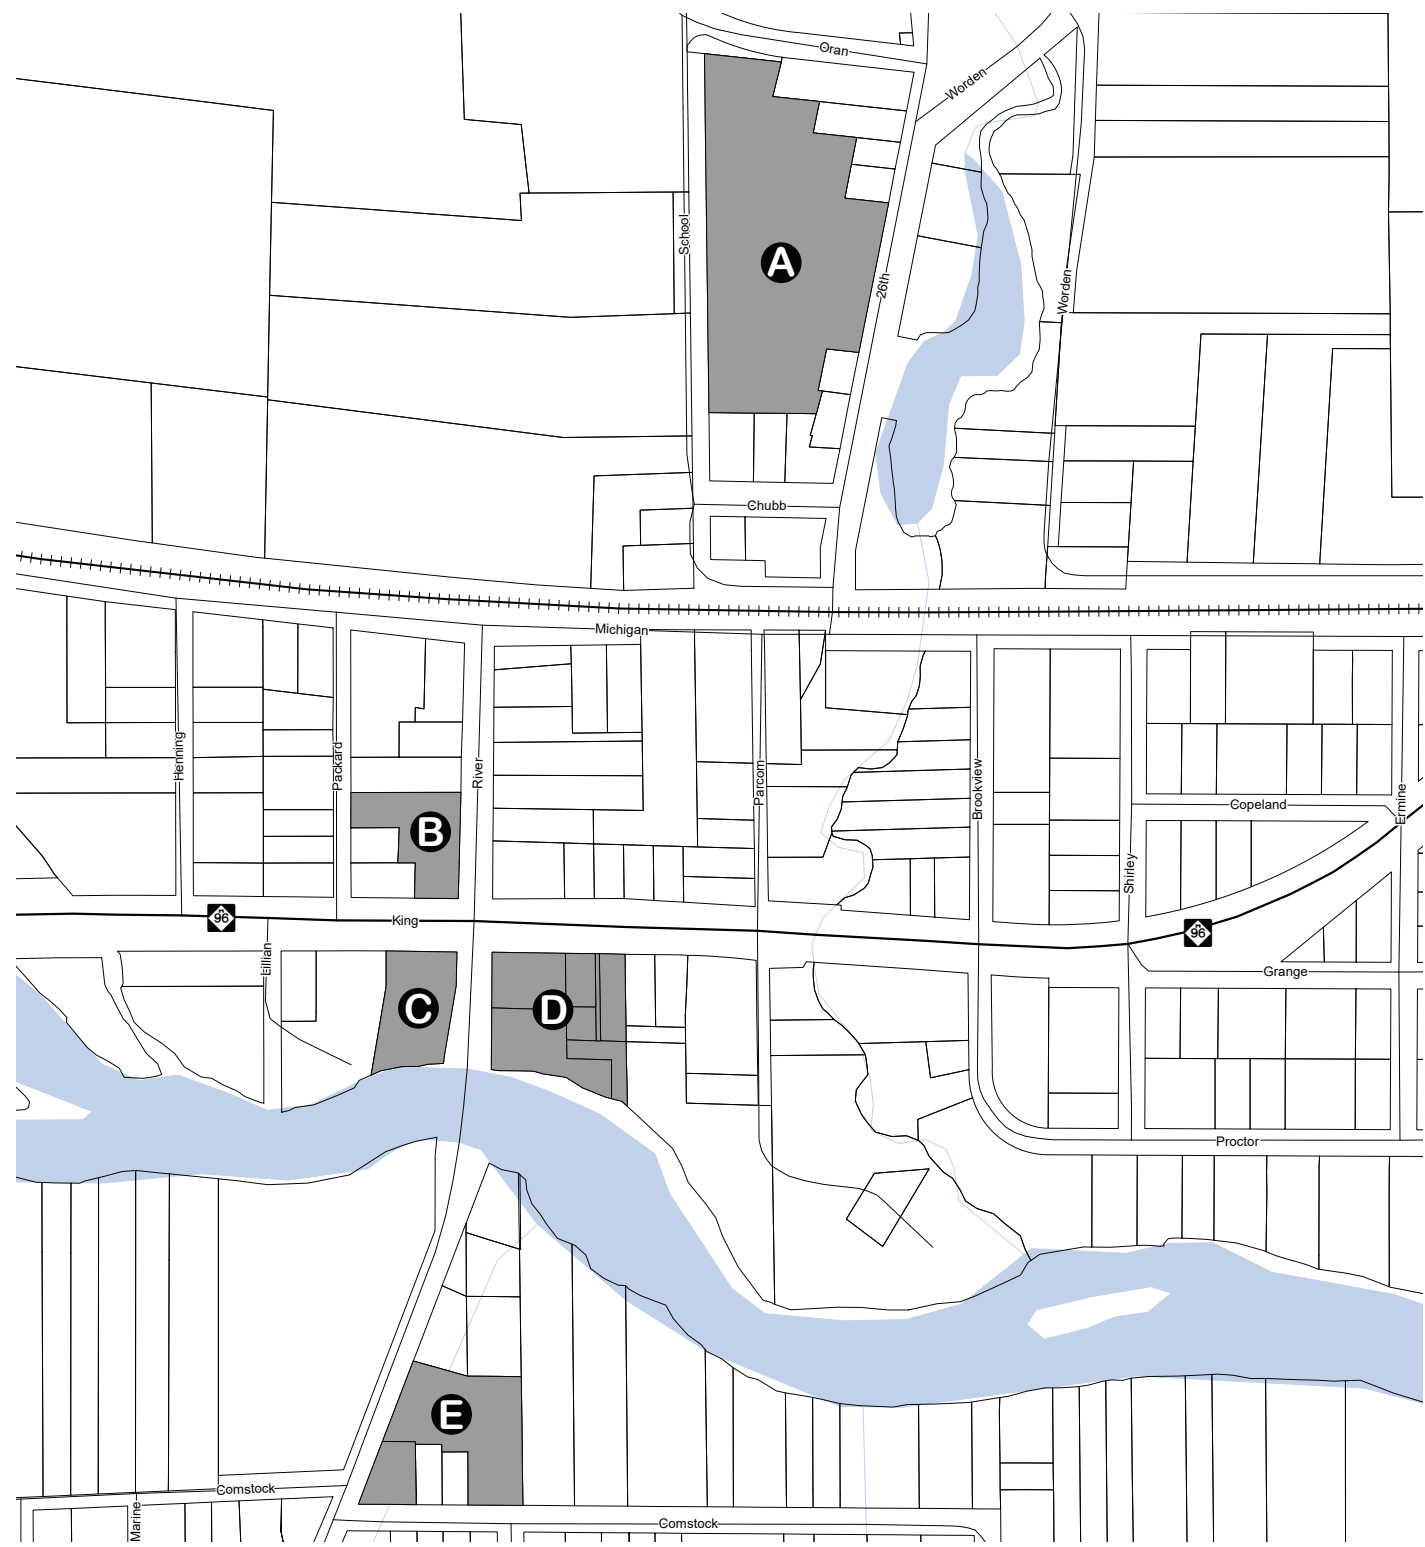 Oran
Worden
School
A
26th
Worden
Chubb
Michigan
Henning
Packard
River
Parcom
Brookview
Ermine
Copeland
B
Shirley
M
96
King
M
96
Lillian
Grange
C
D
Proctor
E
Comstock
Marine
Comstock